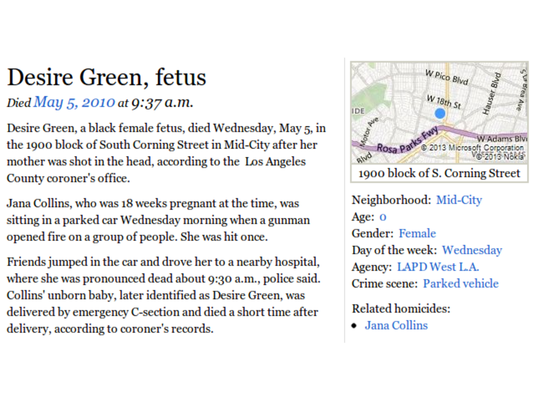 Desire Green, fetus
Died May 5, 2010 at 9:37 a.m.
Desire Green, a black female fetus, died Wednesday, May 5, in
the 1900 block of South Corning Street in Mid-City after her
mother was shot in the head, according to the Los Angeles
County coroner's office.
Jana Collins, who was 18 weeks pregnant at the time, was
sitting in a parked car Wednesday morning when a gunman
opened fire on a group of people. She was hit once.
Friends jumped in the car and drove her to a nearby hospital,
where she was pronounced dead about 9:30 a.m., police said.
Collins' unborn baby, later identified as Desire Green, was
delivered by emergency C-section and died a short time after
delivery, according to coroner's records.
W Pico Blvd
W 18th St
Hauser Blvd
IDE
Motor Ave
Rosa Parks Fwy
W Adams Blv
Blvd
© 2013 Microsoft Corporation
© 2013 Nokia
1900 block of S. Corning Street
Neighborhood: Mid-City
Age: 0
Gender: Female
Day of the week: Wednesday
Agency: LAPD West L.A.
Crime scene: Parked vehicle
Related homicides:
• Jana Collins